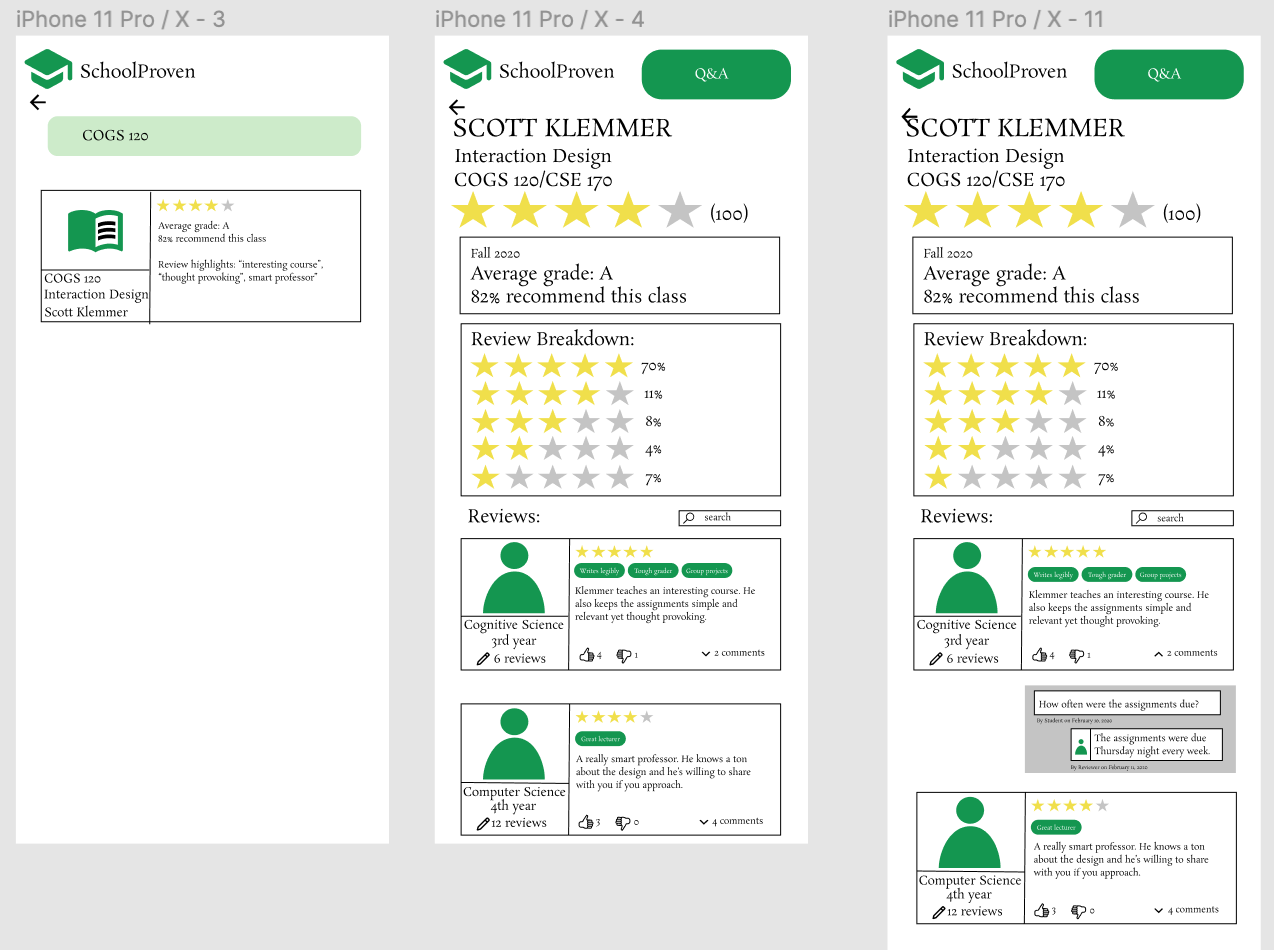 iPhone 11 Pro / X - 3
SchoolProven
COGS 120
Average grade: A
82% recommend this class
Review highlights: “interesting course”,
“thought provoking”, smart professor”
COGS 120
Interaction Design
Scott Klemmer
iPhone 11 Pro / X - 4
SchoolProven
Q&A
SCOTT KLEMMER
Interaction Design
COGS 120/CSE 170
(100)
Fall 2020
Average grade: A
82% recommend this class
Review Breakdown:
70%
11%
8%
4%
7%
Reviews:
search
Writes legibly
Tough grader
Group projects
Klemmer teaches an interesting course. He
also keeps the assignments simple and
relevant yet thought provoking.
Cognitive Science
3rd year
6 reviews
4
1
2 comments
Great lecturer
A really smart professor. He knows a ton
about the design and he's willing to share
with you if you approach.
Computer Science
4th year
12 reviews
3
0
4 comments
iPhone 11 Pro / X - 11
SchoolProven
Q&A
SCOTT KLEMMER
Interaction Design
COGS 120/CSE 170
(100)
Fall 2020
Average grade: A
82% recommend this class
Review Breakdown:
70%
11%
8%
4%
7%
Reviews:
search
Writes legibly
Tough grader
Group projects
Klemmer teaches an interesting course. He
also keeps the assignments simple and
relevant yet thought provoking.
Cognitive Science
3rd year
6 reviews
4
1
2 comments
How often were the assignments due?
By Student on February 10, 2020
The assignments were due
Thursday night every week.
By Reviewer on February 11, 2020
Great lecturer
A really smart professor. He knows a ton
about the design and he's willing to share
with you if you approach.
Computer Science
4th year
12 reviews
3
0
4 comments